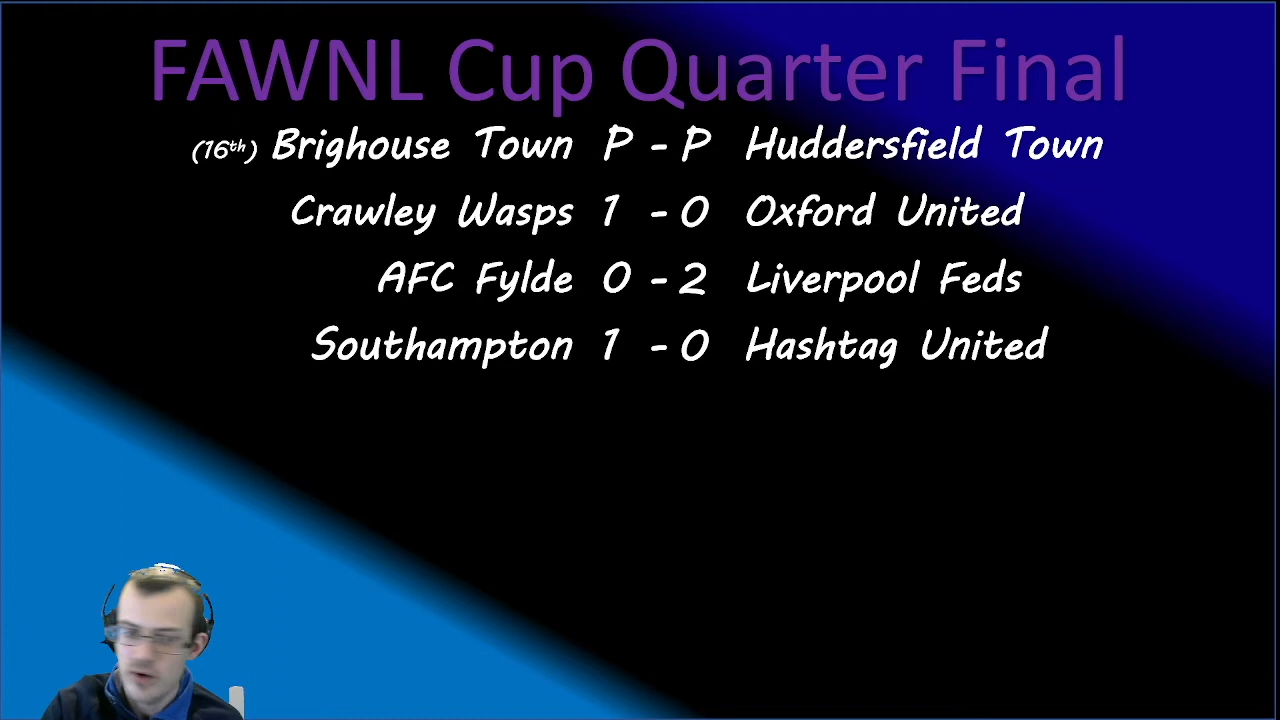 FAWNL Cup Quarter Final
(16th) Brighouse Town P - P Huddersfield Town
Crawley Wasps 1 - 0 Oxford United
AFC Fylde 0 - 2 Liverpool Feds
Southampton 1 - 0 Hashtag United